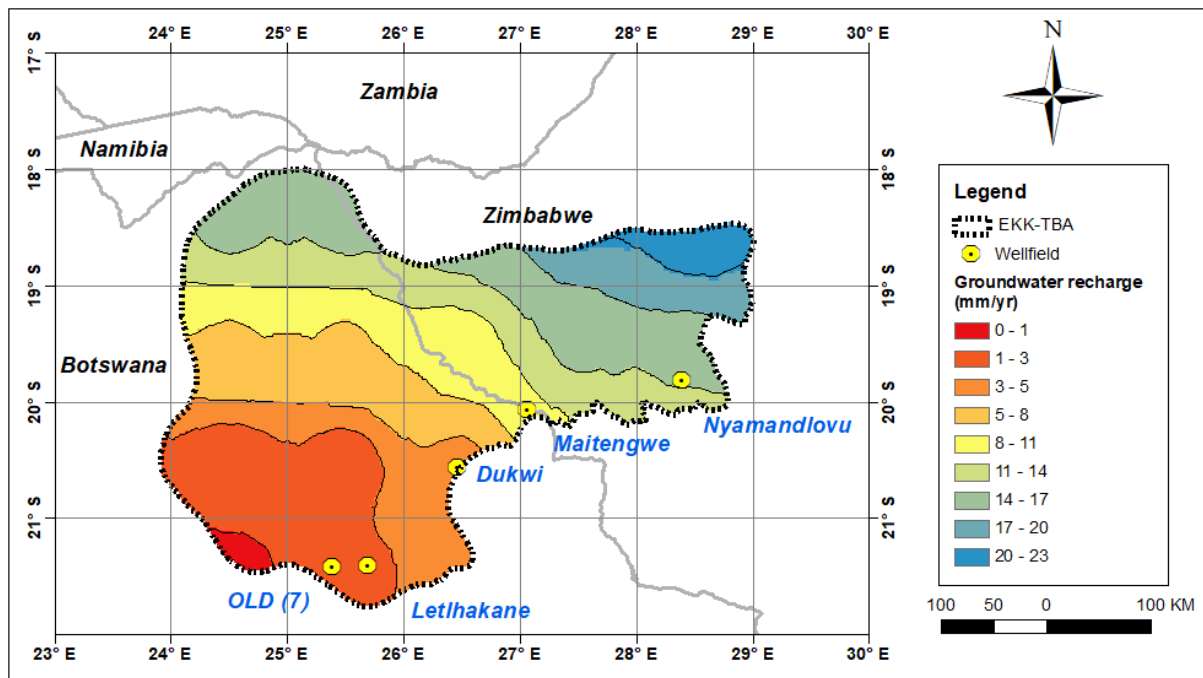 24° E 25° E 26° E 27° E 28° E 29° E 30° E
N
17° S
17° S
Zambia
Namibia
18° S
18° S
Zimbabwe
19° S
19° S
Botswana
20° S
20° S
Nyamandlovu
Maitengwe
Dukwi
21° S
21° S
OLD (7)
Letlhakane
23° E 24° E 25° E 26° E 27° E 28° E 29° E 30° E
Legend
EKK-TBA
Wellfield
Groundwater recharge
(mm/yr)
0 - 1
1 - 3
3 - 5
5 - 8
8 - 11
11 - 14
14 - 17
17 - 20
20 - 23
100 50 0 100 KM